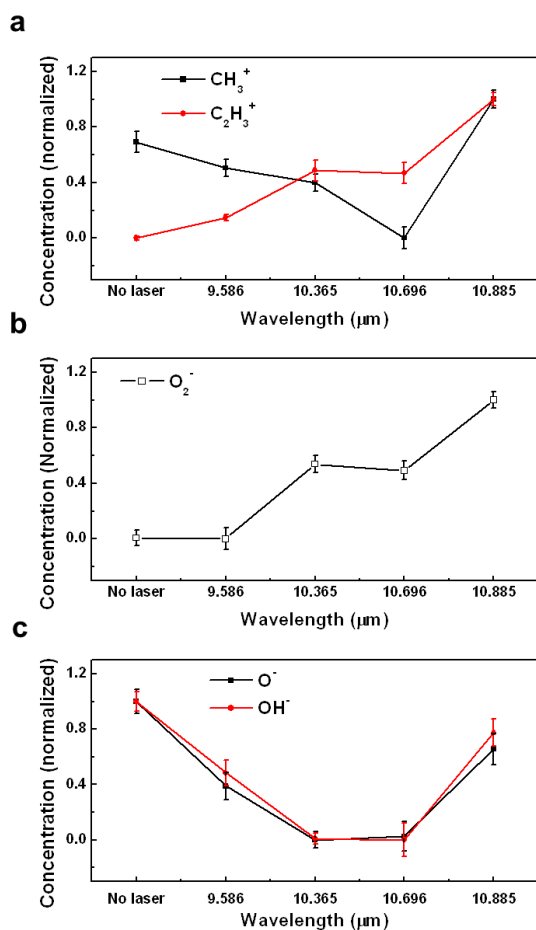 a
Concentration (normalized)
1.2
0.8
0.4
0.0
CH₃⁺
C₂H₃⁺
No laser 9.586 10.365 10.696 10.885
Wavelength (μm)
b
Concentration (Normalized)
1.2
0.8
0.4
0.0
O₂⁻
No laser 9.586 10.365 10.696 10.885
Wavelength (μm)
c
Concentration (normalized)
1.2
0.8
0.4
0.0
O⁻
OH⁻
No laser 9.586 10.365 10.696 10.885
Wavelength (μm)